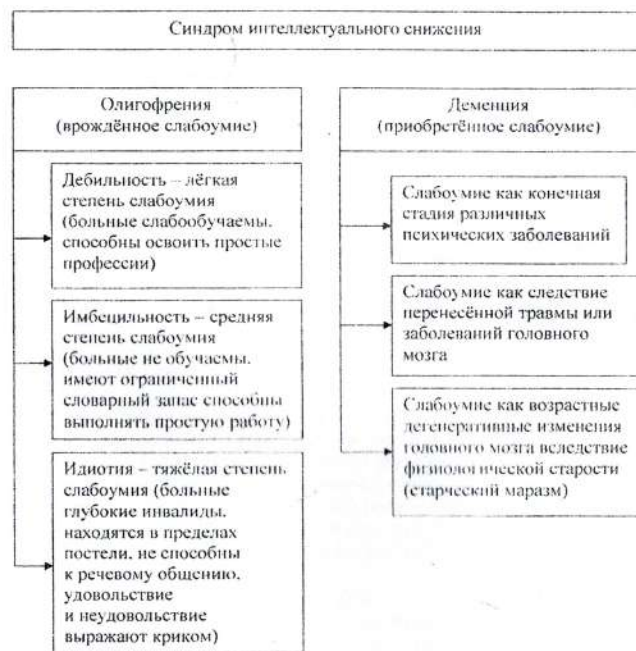 Синдром интеллектуального снижения
Олигофрения
(врождённое слабоумие)
Дебильность – лёгкая
степень слабоумия
(больные слабообучаемы.
способны освоить простые
профессии)
Имбецильность – средняя
степень слабоумия
(больные не обучаемы.
имеют ограниченный
словарный запас способны
выполнять простую работу)
Идиотия – тяжёлая степень
слабоумия (больные
глубокие инвалиды.
находятся в пределах
постели. не способны
к речевому общению.
удовольствие
и неудовольствие
выражают криком)
Деменция
(приобретённое слабоумие)
Слабоумие как конечная
стадия различных
психических заболеваний
Слабоумие как следствие
перенесённой травмы или
заболеваний головного
мозга
Слабоумие как возрастные
дегенеративные изменения
головного мозга вследствие
физиологической старости
(старческий маразм)